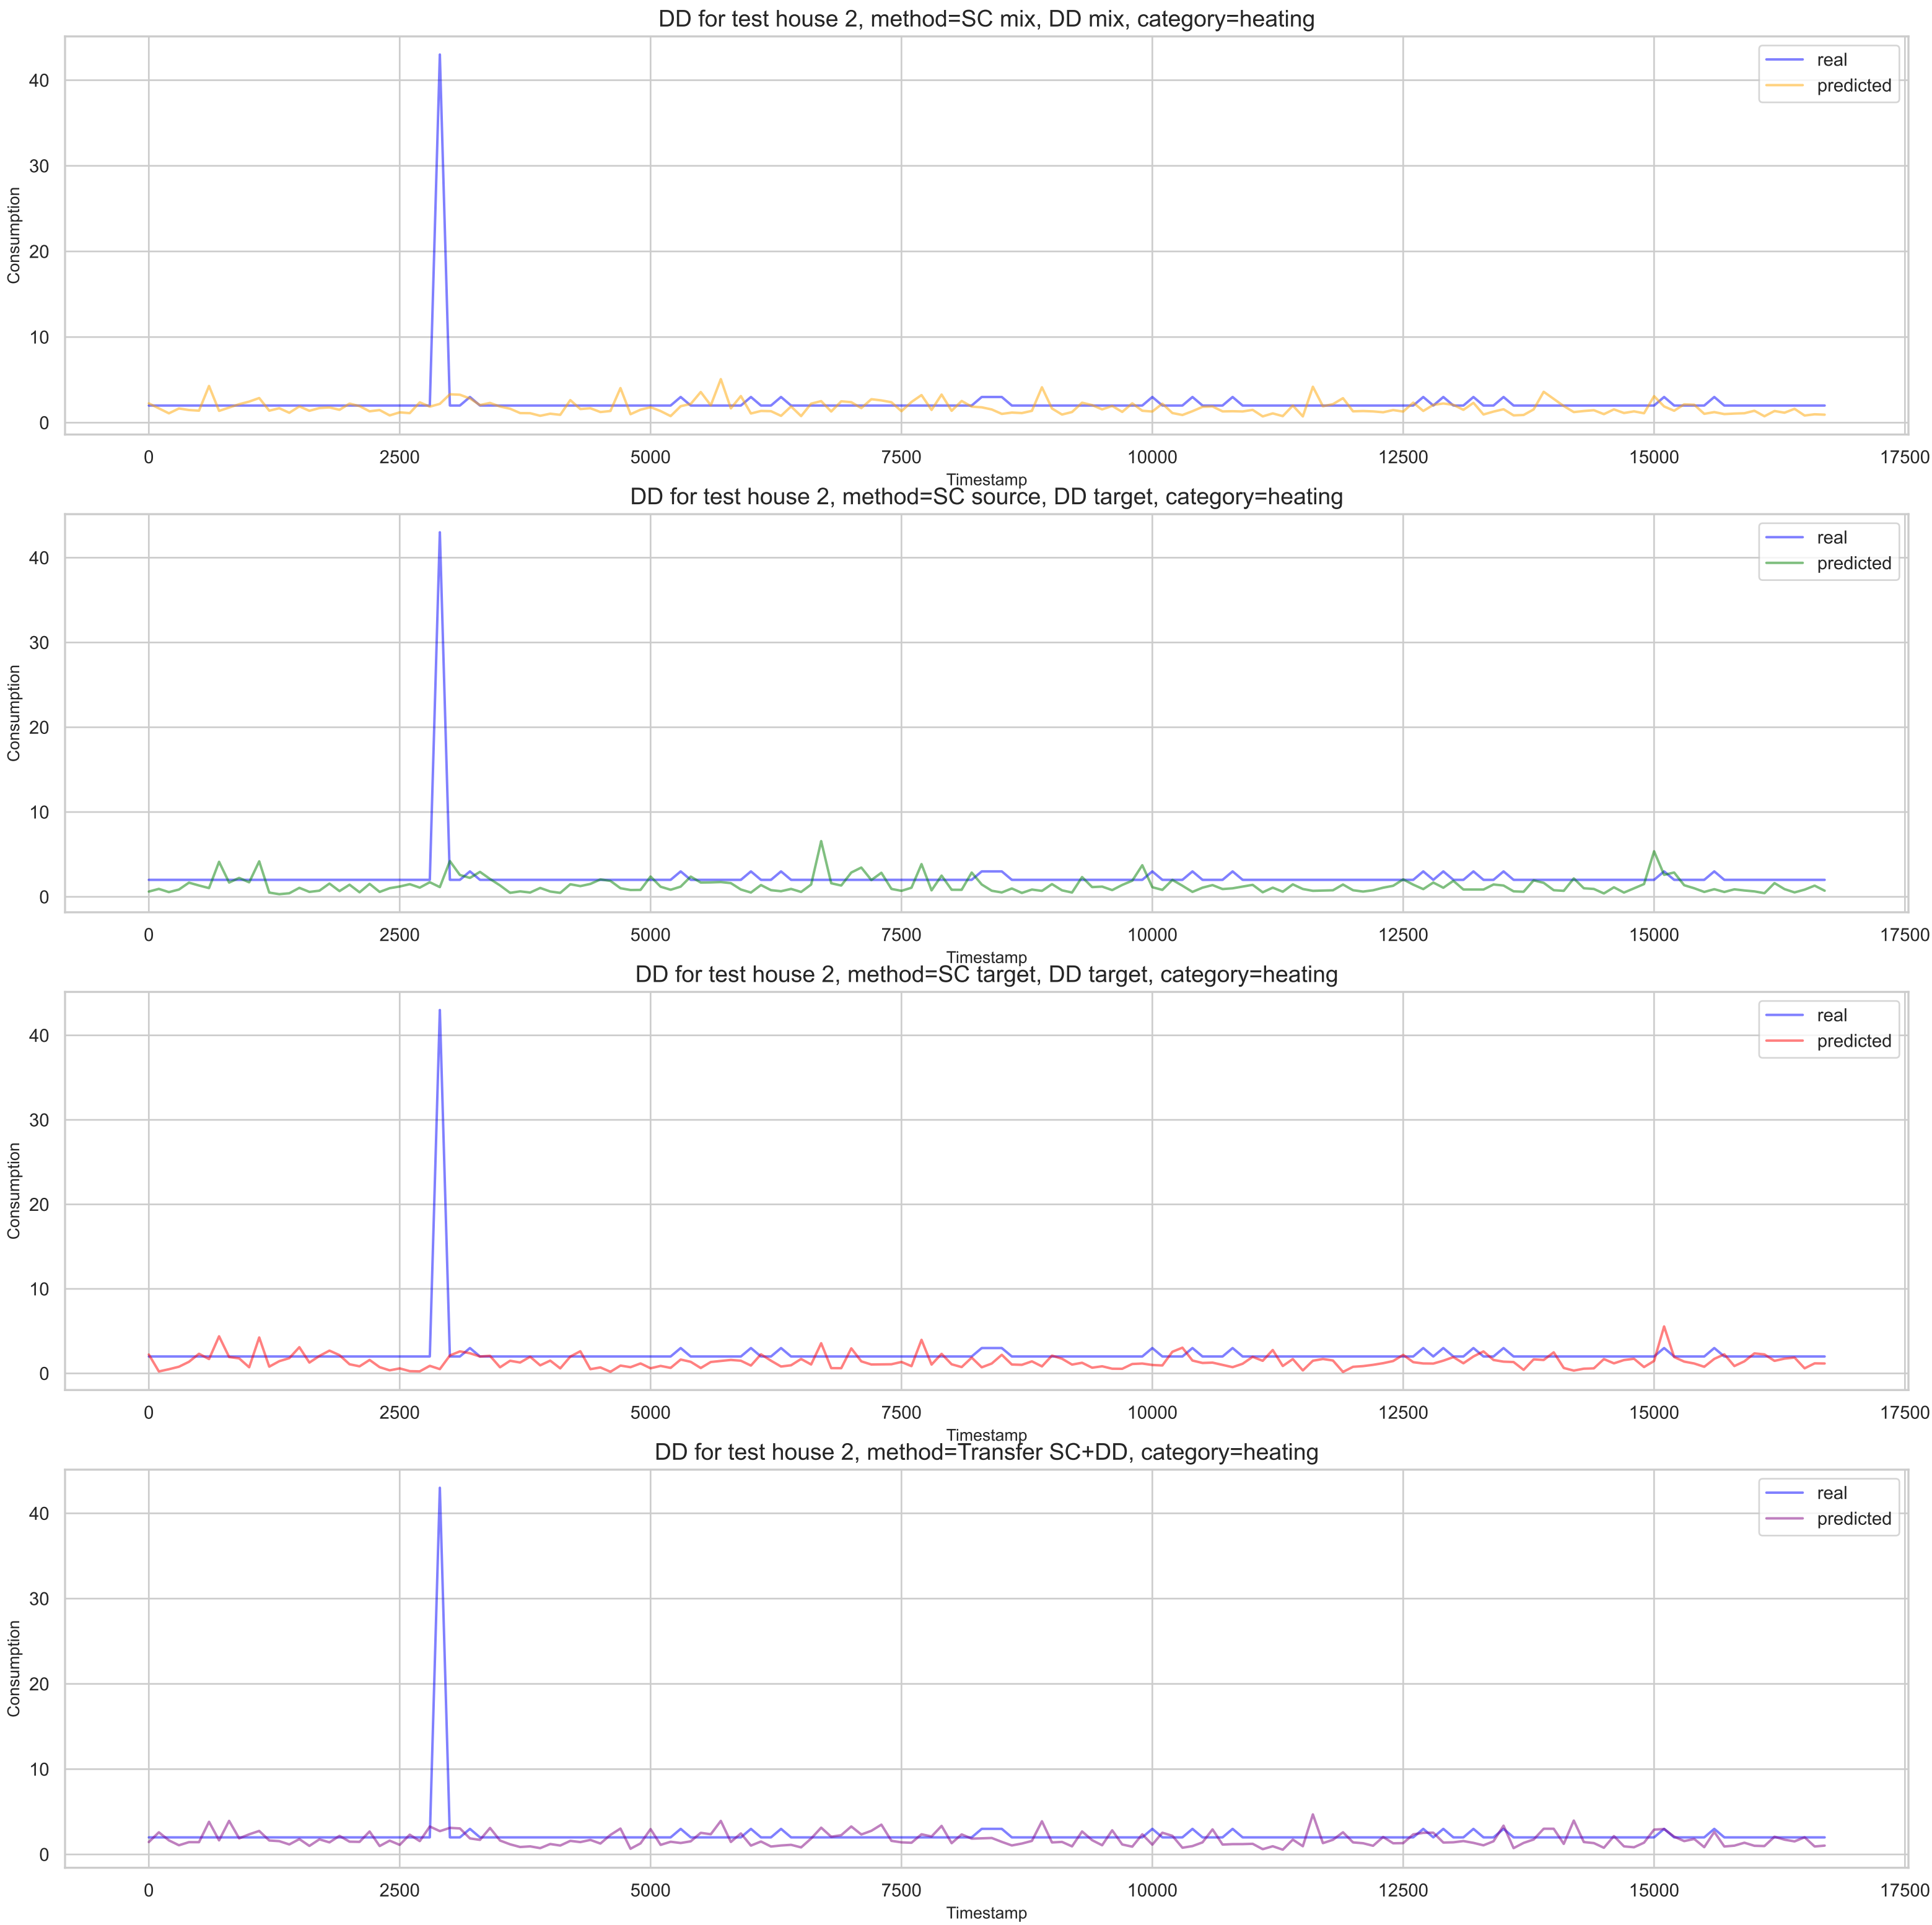 DD for test house 2, method=SC mix, DD mix, category=heating
real
predicted
40
30
20
10
0
Consumption
0 2500 5000 7500 10000 12500 15000 17500
Timestamp
DD for test house 2, method=SC source, DD target, category=heating
real
predicted
40
30
20
10
0
Consumption
0 2500 5000 7500 10000 12500 15000 17500
Timestamp
DD for test house 2, method=SC target, DD target, category=heating
real
predicted
40
30
20
10
0
Consumption
0 2500 5000 7500 10000 12500 15000 17500
Timestamp
DD for test house 2, method=Transfer SC+DD, category=heating
real
predicted
40
30
20
10
0
Consumption
0 2500 5000 7500 10000 12500 15000 17500
Timestamp